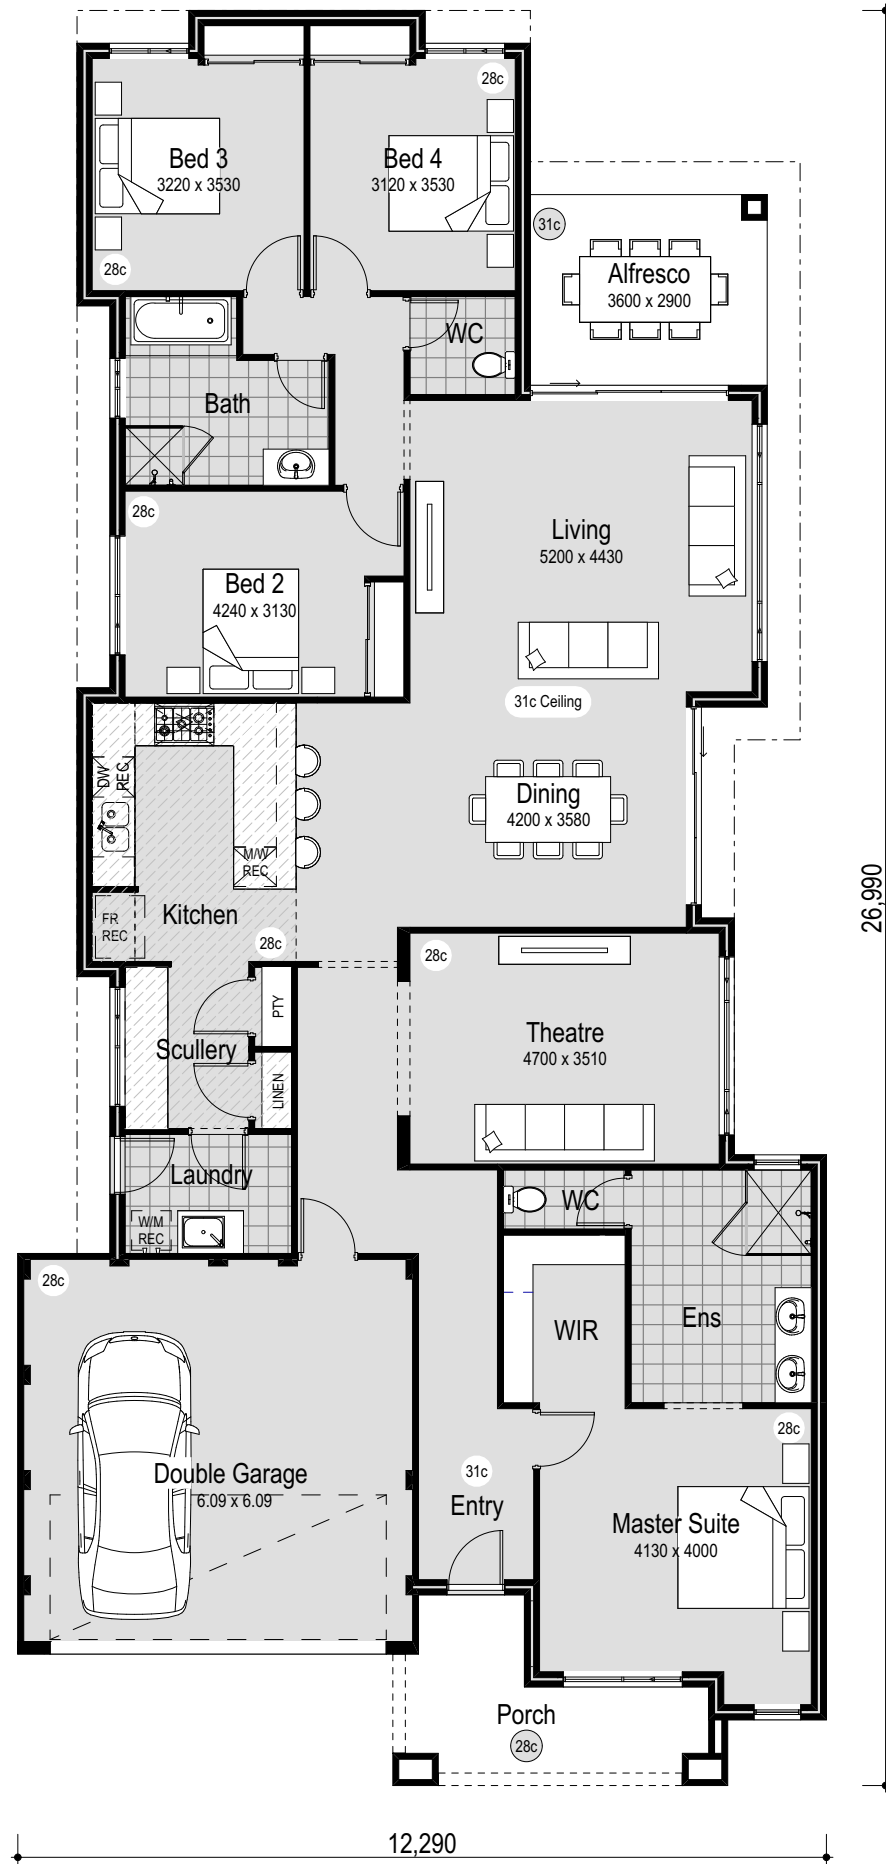 28c
Bed 3
3220 x 3530
Bed 4
3120 x 3530
28c
31c
Alfresco
3600 x 2900
WC
Bath
28c
Living
5200 x 4430
Bed 2
4240 x 3130
31c Ceiling
DW
REC
Dining
4200 x 3580
M/W
REC
26,990
FR
REC
Kitchen
28c
28c
PTY
Theatre
4700 x 3510
Scullery
LINEN
Laundry
WC
W/M
REC
28c
Ens
WIR
28c
Double Garage
6.09 x 6.09
31c
Entry
Master Suite
4130 x 4000
Porch
28c
12,290